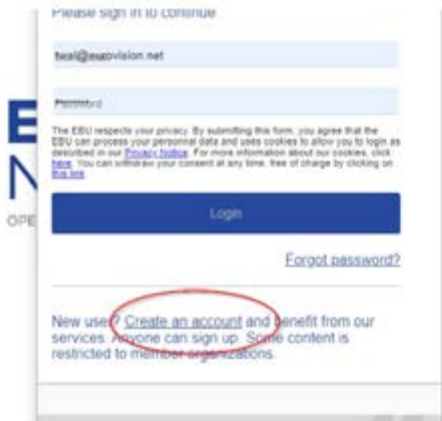 Please sign in to continue
E
@eurovision.net
N
The EBU respects your privacy. By submitting this form, you agree that the
EBU can process your personnal data and uses cookies to allow you to login as
described in our Privacy Notice. For more information about our cookies, click
here. You can withdraw your consent at any time, free of charge by clicking on
this link
OPE
Login
Forgot password?
New user? Create an account and benefit from our
services. Anyone can sign up. Some content is
restricted to member organizations.